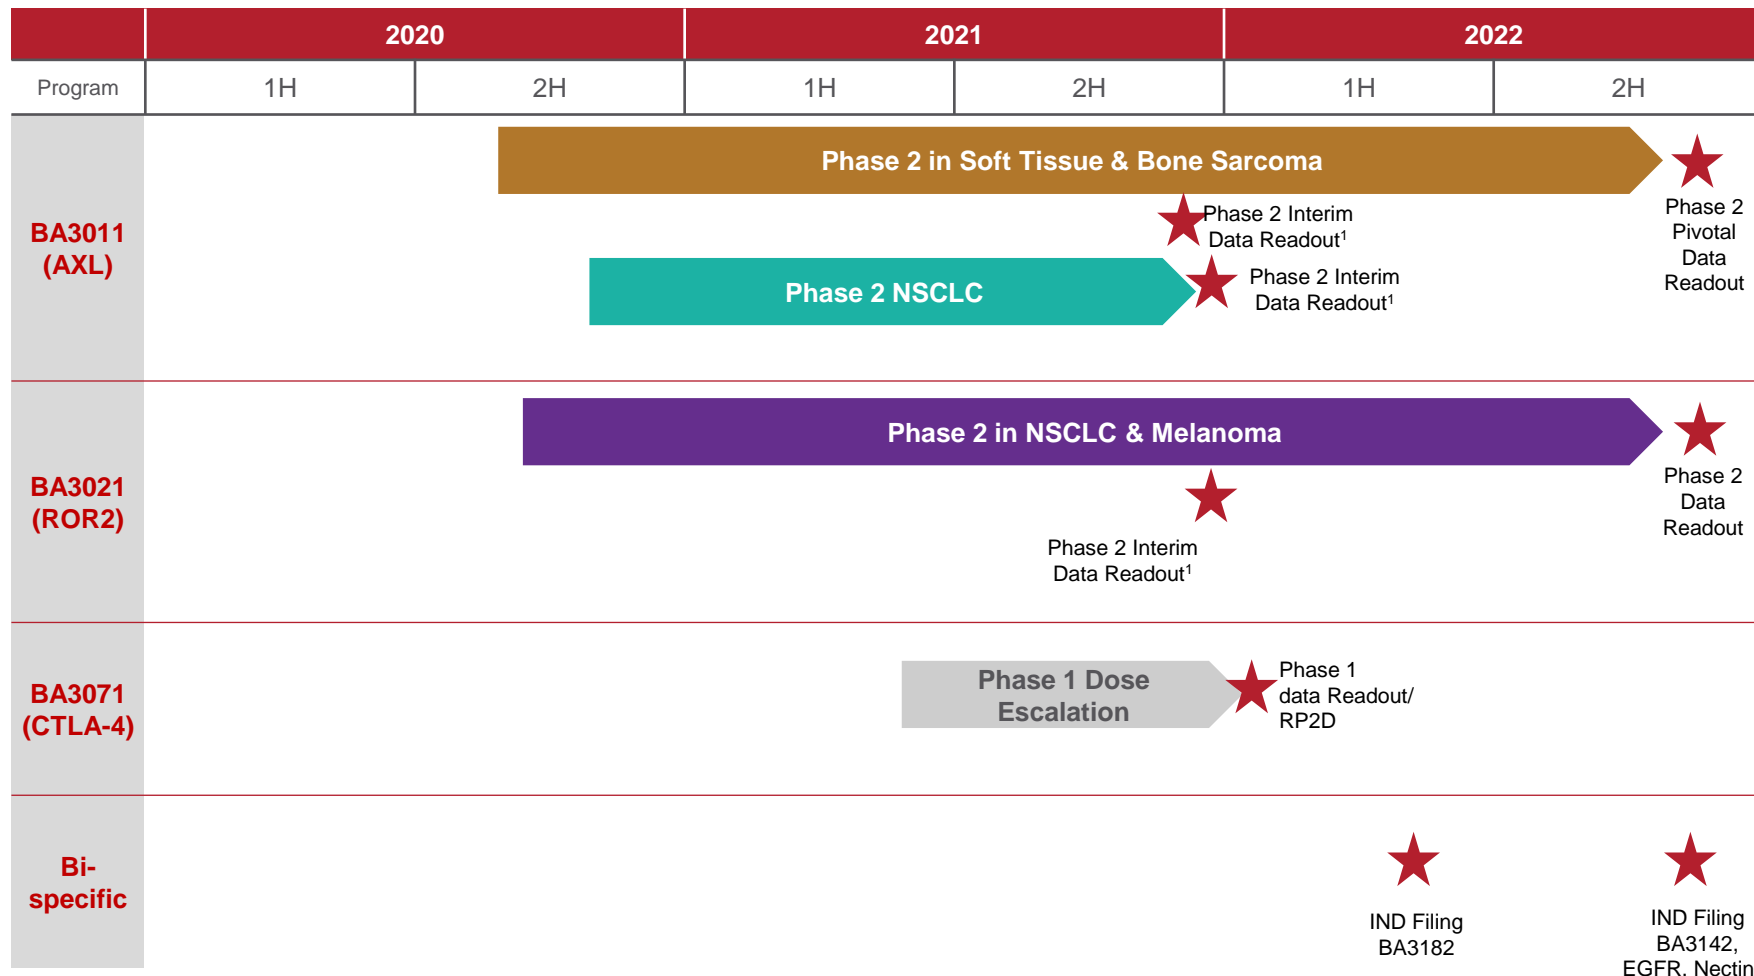 2020
2021
2022
Program
1H
2H
1H
2H
1H
2H
BA3011
(AXL)
Phase 2 in Soft Tissue & Bone Sarcoma
Phase 2
Pivotal
Data
Readout
Phase 2 Interim
Data Readout¹
Phase 2 NSCLC
Phase 2 Interim
Data Readout¹
BA3021
(ROR2)
Phase 2 in NSCLC & Melanoma
Phase 2
Data
Readout
Phase 2 Interim
Data Readout¹
BA3071
(CTLA-4)
Phase 1 Dose
Escalation
Phase 1
data Readout/
RP2D
Bi-
specific
IND Filing
BA3182
IND Filing
BA3142,
EGFR, Nectin